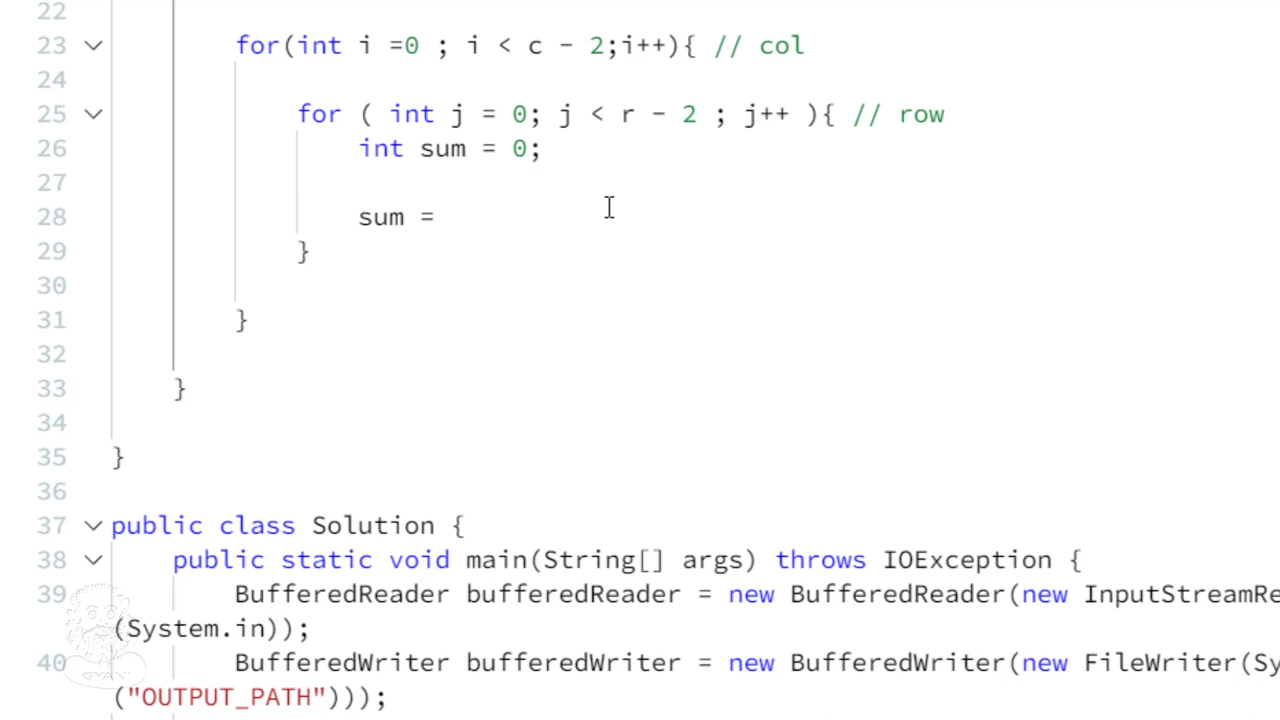 22
23 for(int i =0 ; i < c - 2;i++){ // col
24
25 for ( int j = 0; j < r - 2 ; j++ ){ // row
26 int sum = 0;
27
28 sum =
29 }
30
31 }
32
33 }
34
35 }
36
37 public class Solution {
38 public static void main(String[] args) throws IOException {
39 BufferedReader bufferedReader = new BufferedReader(new InputStreamRe
(System.in));
40 BufferedWriter bufferedWriter = new BufferedWriter(new FileWriter(Sy
("OUTPUT_PATH")));